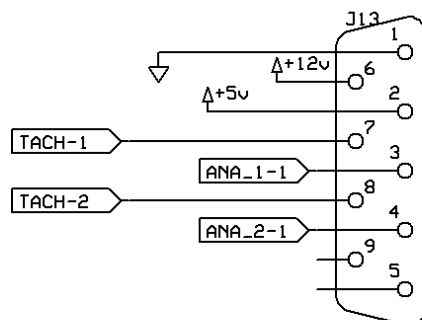 J13
1
+12v
6
+5v
2
TACH-1
7
ANA_1-1
3
TACH-2
8
ANA_2-1
4
9
5